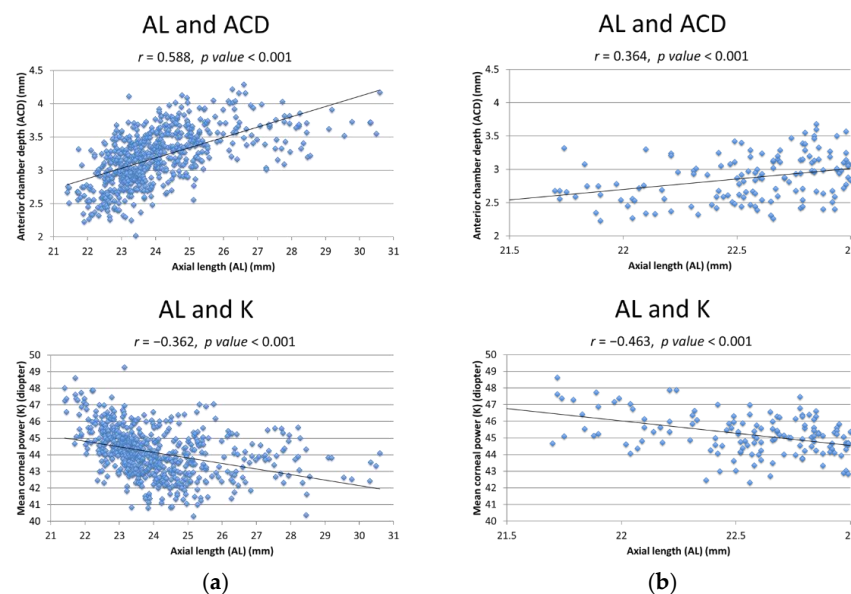 AL and ACD
r = 0.588, p value < 0.001
Anterior chamber depth (ACD) (mm)
4.5
4
3.5
3
2.5
2
21 22 23 24 25 26 27 28 29 30 31
Axial length (AL) (mm)
AL and ACD
r = 0.364, p value < 0.001
Anterior chamber depth (ACD) (mm)
4.5
4
3.5
3
2.5
2
21.5 22 22.5 2
Axial length (AL) (mm)
AL and K
r = −0.362, p value < 0.001
Mean corneal power (K) (diopter)
50
49
48
47
46
45
44
43
42
41
40
21 22 23 24 25 26 27 28 29 30 31
Axial length (AL) (mm)
AL and K
r = −0.463, p value < 0.001
Mean corneal power (K) (diopter)
50
49
48
47
46
45
44
43
42
41
40
21.5 22 22.5 2
Axial length (AL) (mm)
(a) (b)